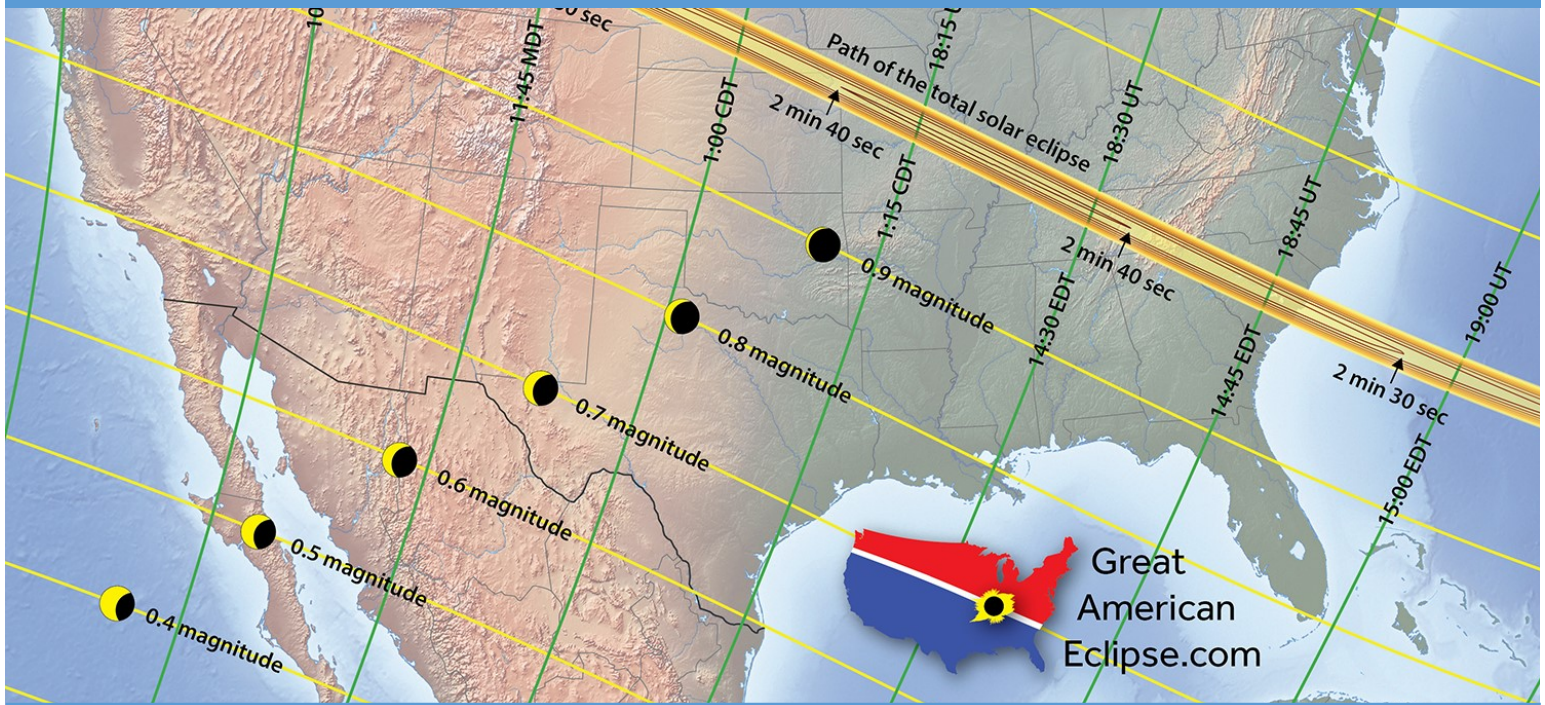 10
50 sec
11:45 MDT
1:00 CDT
18:15 U
Path of the total solar eclipse
2 min 40 sec
18:30 UT
1:15 CDT
2 min 40 sec
18:45 UT
0.9 magnitude
14:30 EDT
19:00 UT
0.8 magnitude
14:45 EDT
2 min 30 sec
0.7 magnitude
15:00 EDT
0.6 magnitude
0.5 magnitude
0.4 magnitude
Great
American
Eclipse.com